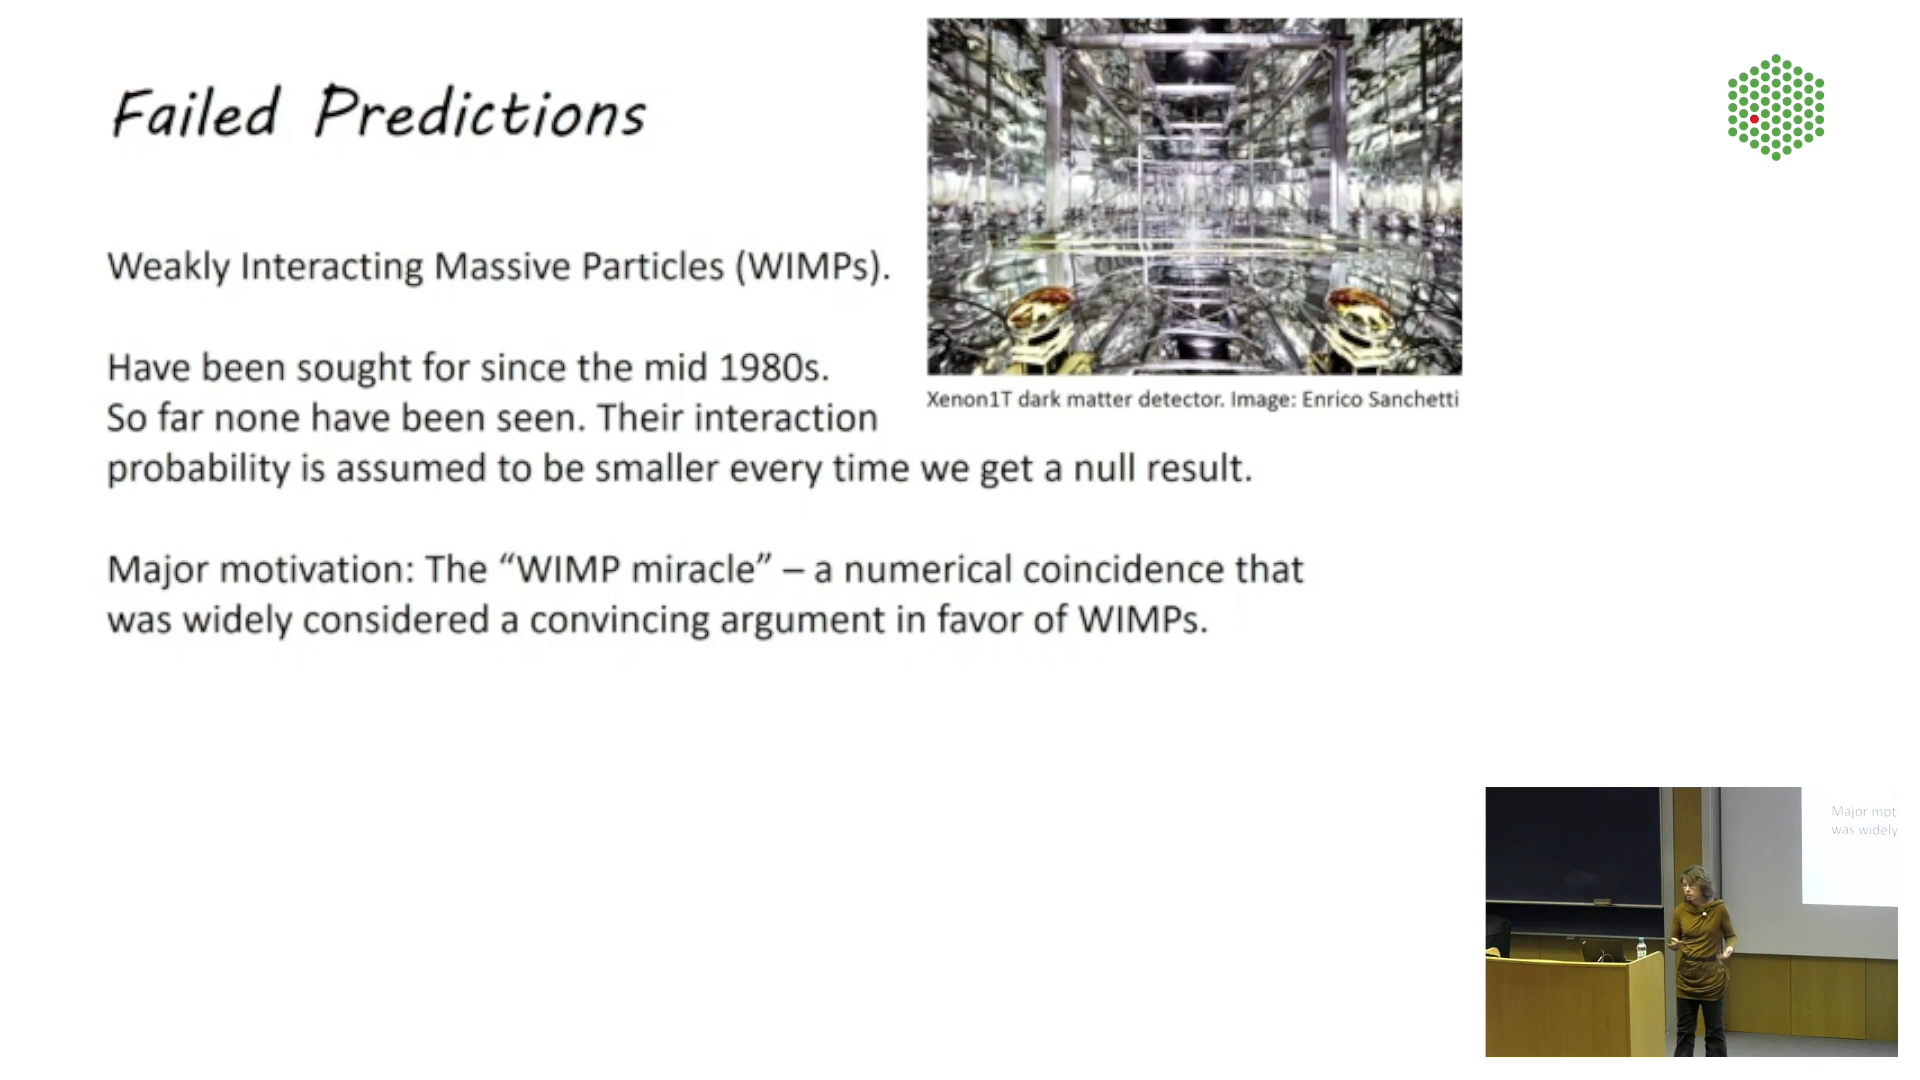 Failed Predictions
Weakly Interacting Massive Particles (WIMPs).
Have been sought for since the mid 1980s.
So far none have been seen. Their interaction
probability is assumed to be smaller every time we get a null result.
Major motivation: The “WIMP miracle” – a numerical coincidence that
was widely considered a convincing argument in favor of WIMPs.
Xenon1T dark matter detector. Image: Enrico Sanchetti
Major mot
was widely